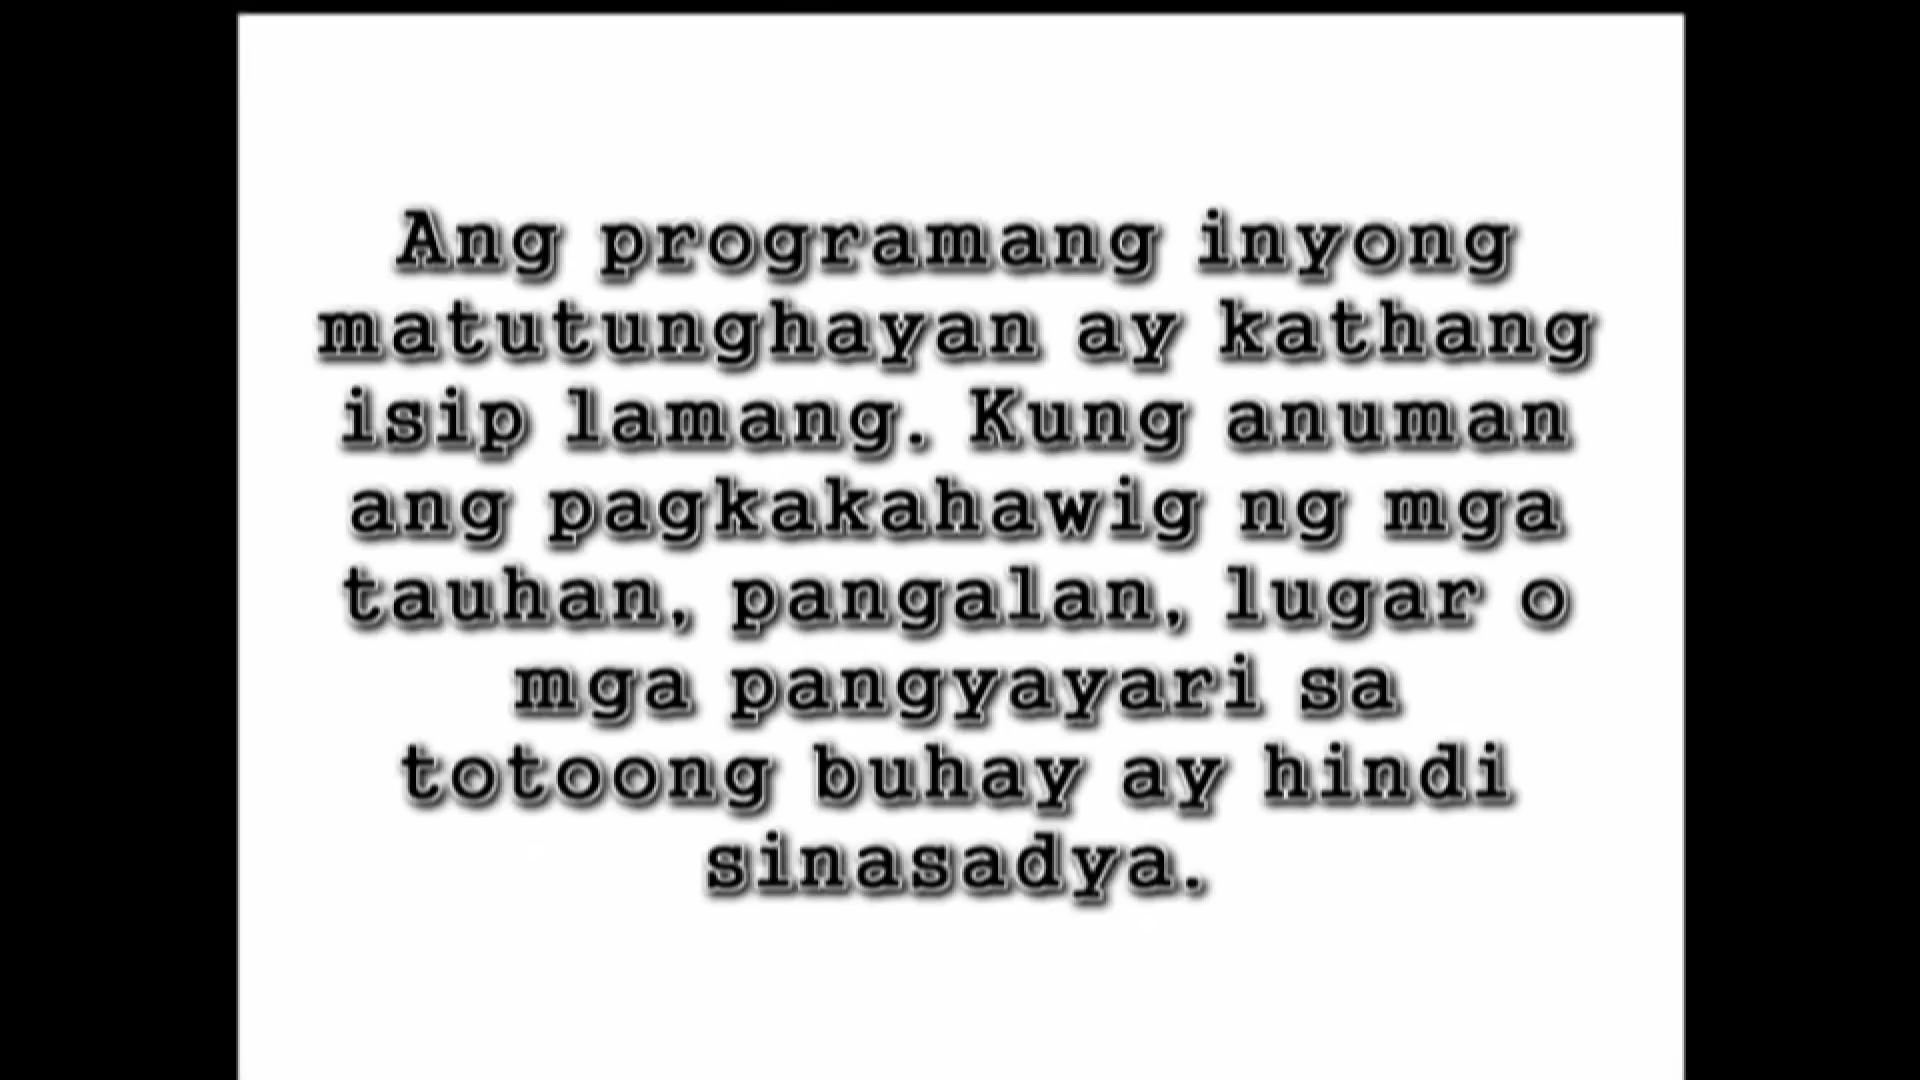 Ang programang inyong
matutunghayan ay kathang
isip lamang. Kung anuman
ang pagkakahawig ng mga
tauhan, pangalan, lugar o
mga pangyayari sa
totoong buhay ay hindi
sinasadya.